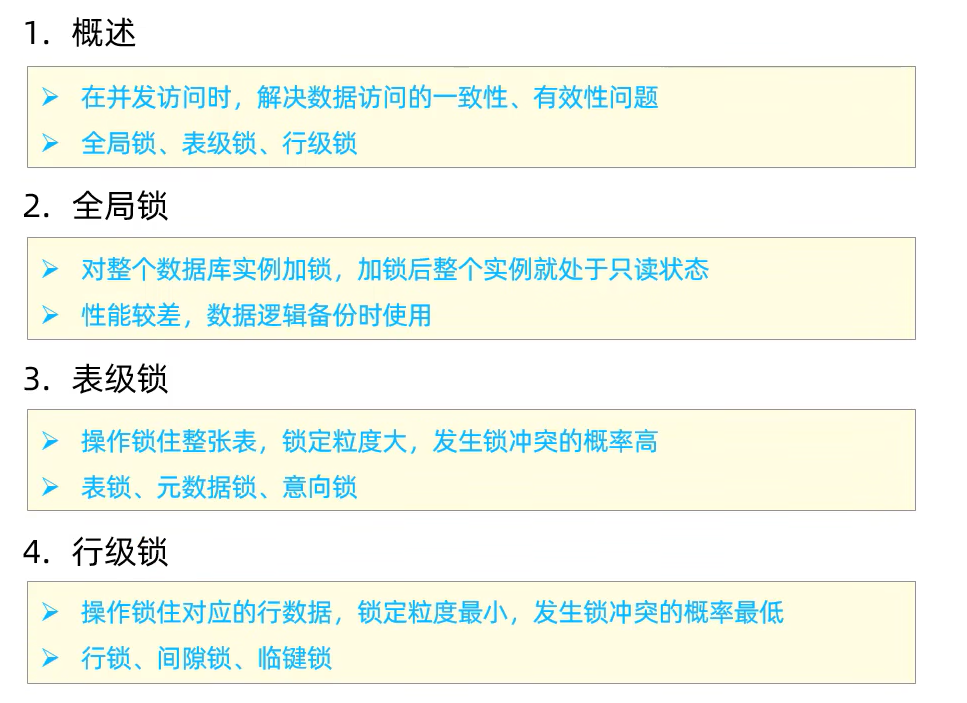 1. 概述
➢ 在并发访问时，解决数据访问的一致性、有效性问题
➢ 全局锁、表级锁、行级锁
2. 全局锁
➢ 对整个数据库实例加锁，加锁后整个实例就处于只读状态
➢ 性能较差，数据逻辑备份时使用
3. 表级锁
➢ 操作锁住整张表，锁定粒度大，发生锁冲突的概率高
➢ 表锁、元数据锁、意向锁
4. 行级锁
➢ 操作锁住对应的行数据，锁定粒度最小，发生锁冲突的概率最低
➢ 行锁、间隙锁、临键锁